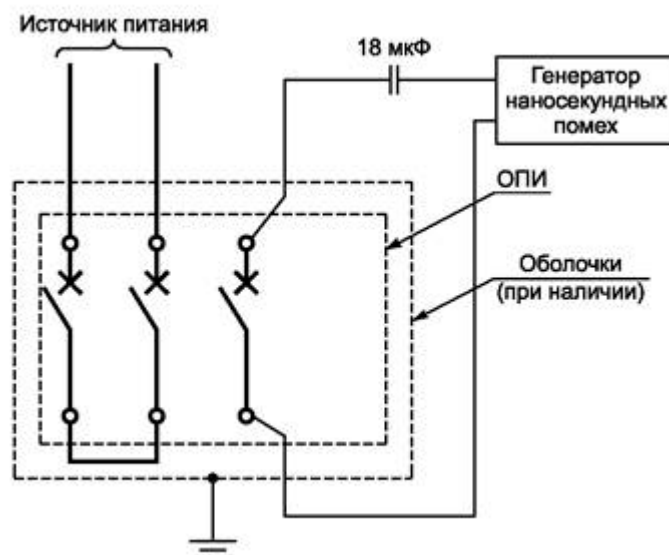 Источник питания
18 мкФ
Генератор
наносекундных
помех
ОПИ
Оболочки
(при наличии)